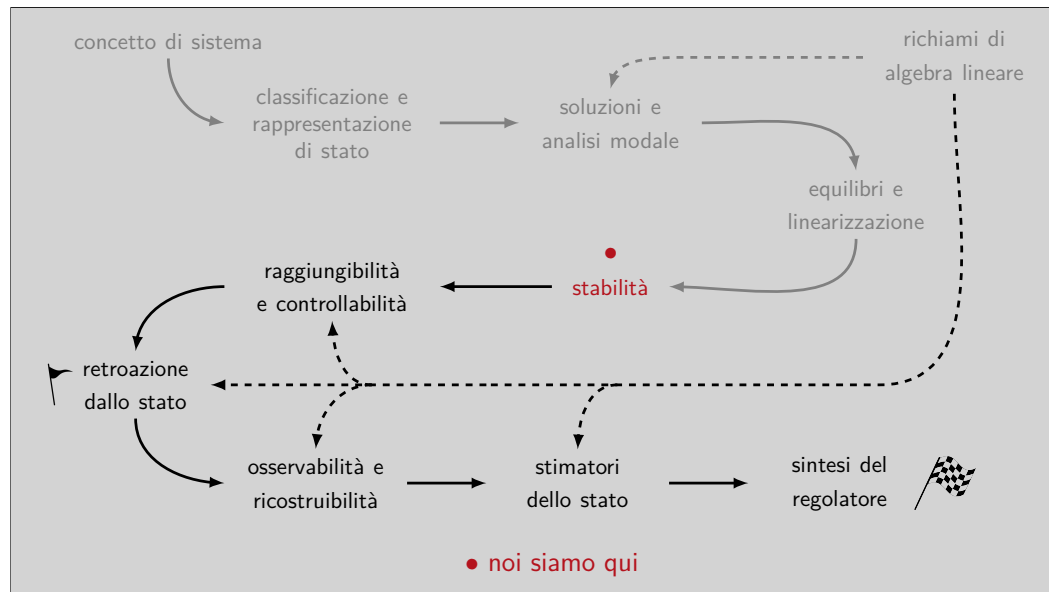 concetto di sistema
richiami di
algebra lineare
classificazione e
rappresentazione
di stato
soluzioni e
analisi modale
equilibri e
linearizzazione
stabilità
raggiungibilità
e controllabilità
retroazione
dallo stato
osservabilità e
ricostruibilità
stimatori
dello stato
sintesi del
regolatore
• noi siamo qui